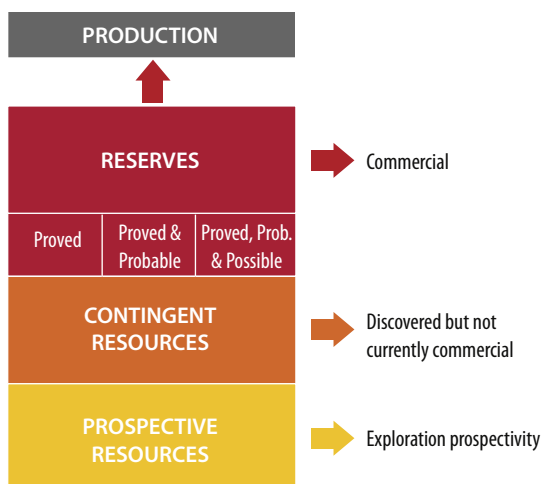 PRODUCTION
RESERVES
Commercial
Proved
Proved &
Probable
Proved, Prob.
& Possible
CONTINGENT
RESOURCES
Discovered but not
currently commercial
PROSPECTIVE
RESOURCES
Exploration prospectivity